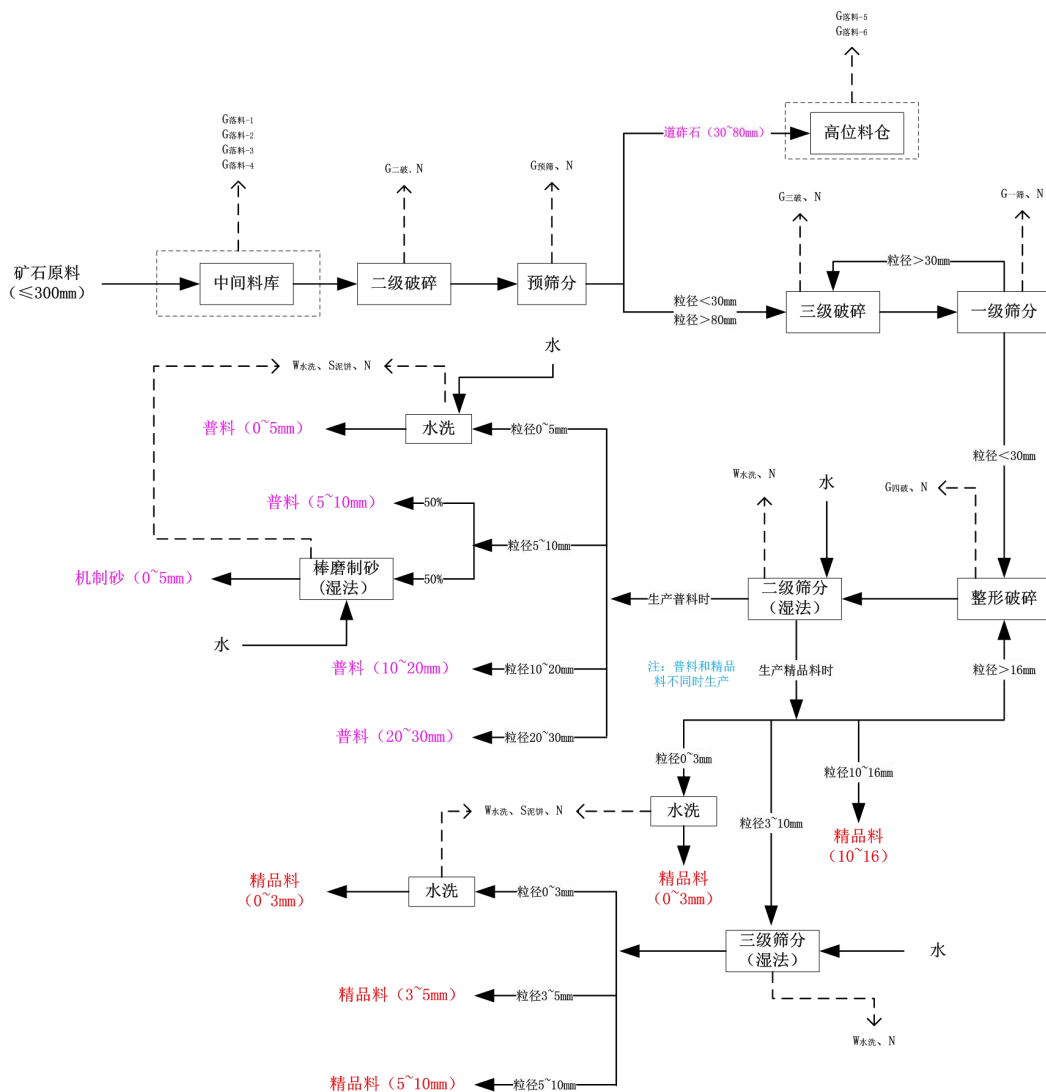 G落料-5
G落料-6
G落料-1
G落料-2
G落料-3
G落料-4
道砟石（30~80mm）
高位料仓
G二破、N
G预筛、N
G三破、N
G一筛、N
矿石原料
（≤300mm）
中间料库
二级破碎
预筛分
粒径＞30mm
粒径＜30mm
粒径＞80mm
三级破碎
一级筛分
水
W水洗、S泥饼、N
普料（0~5mm）
水洗
粒径0~5mm
粒径＜30mm
W水洗、N
水
G四破、N
普料（5~10mm）
50%
粒径5~10mm
机制砂（0~5mm）
棒磨制砂
（湿法）
50%
生产普料时
二级筛分
（湿法）
整形破碎
水
普料（10~20mm）
粒径10~20mm
注：普料和精品
料不同时生产
生产精品料时
粒径＞16mm
普料（20~30mm）
粒径20~30mm
粒径0~3mm
粒径10~16mm
W水洗、S泥饼、N
水洗
粒径3~10mm
精品料
（10~16）
精品料
（0~3mm）
水洗
粒径0~3mm
精品料
（0~3mm）
三级筛分
（湿法）
水
精品料（3~5mm）
粒径3~5mm
W水洗、N
精品料（5~10mm）
粒径5~10mm